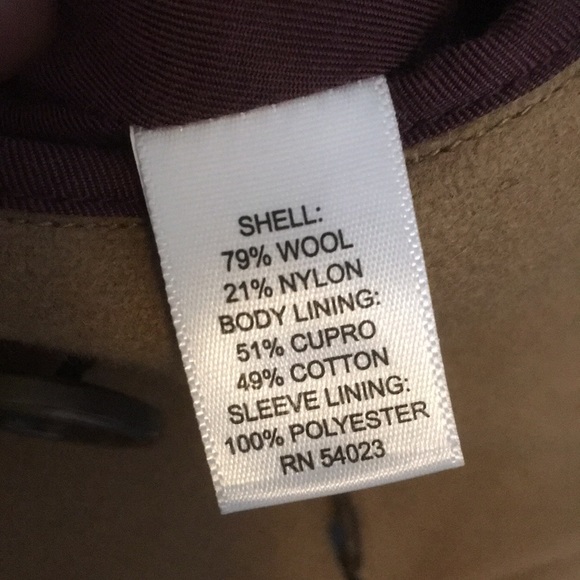 SHELL:
79% WOOL
21% NYLON
BODY LINING:
51% CUPRO
49% COTTON
SLEEVE LINING:
100% POLYESTER
RN 54023